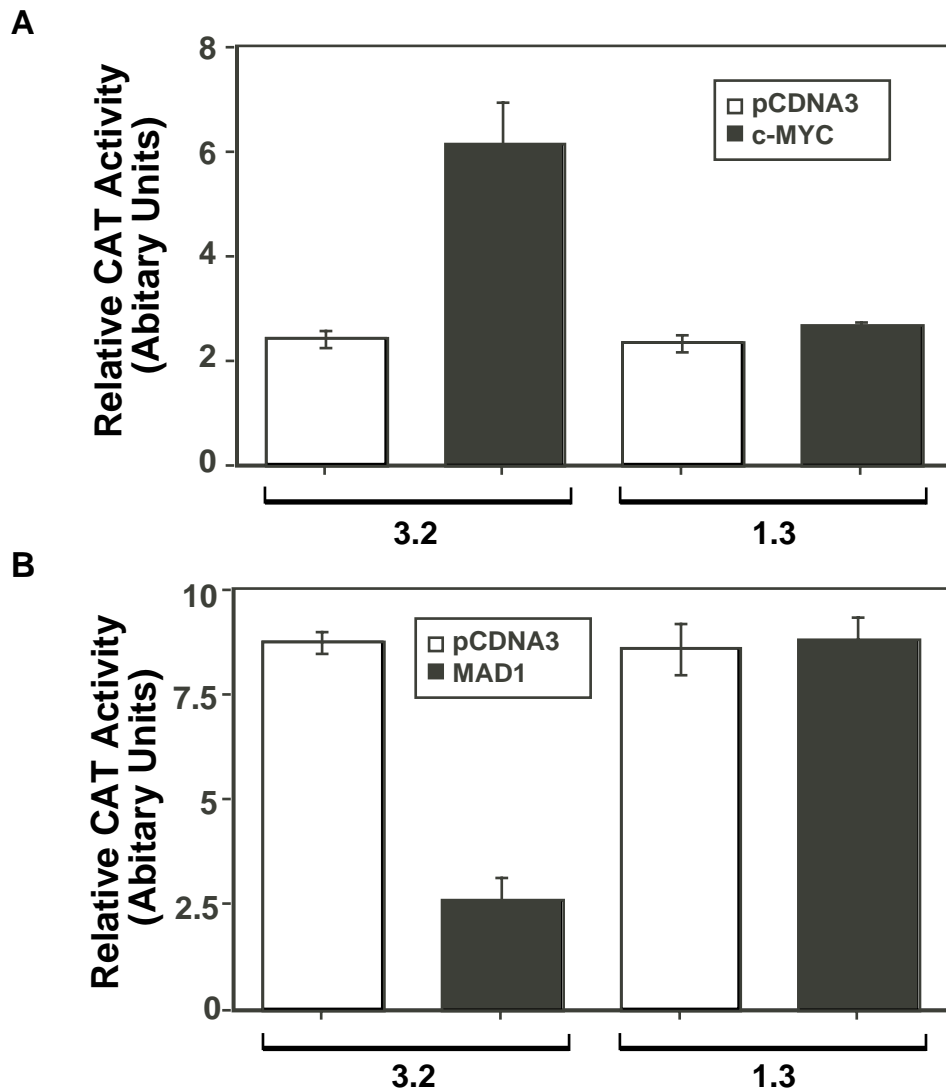 A
Relative CAT Activity
(Abitary Units)
8
6
4
2
0
pCDNA3
c-MYC
3.2
1.3
B
Relative CAT Activity
(Abitary Units)
10
7.5
5
2.5
0
pCDNA3
MAD1
3.2
1.3